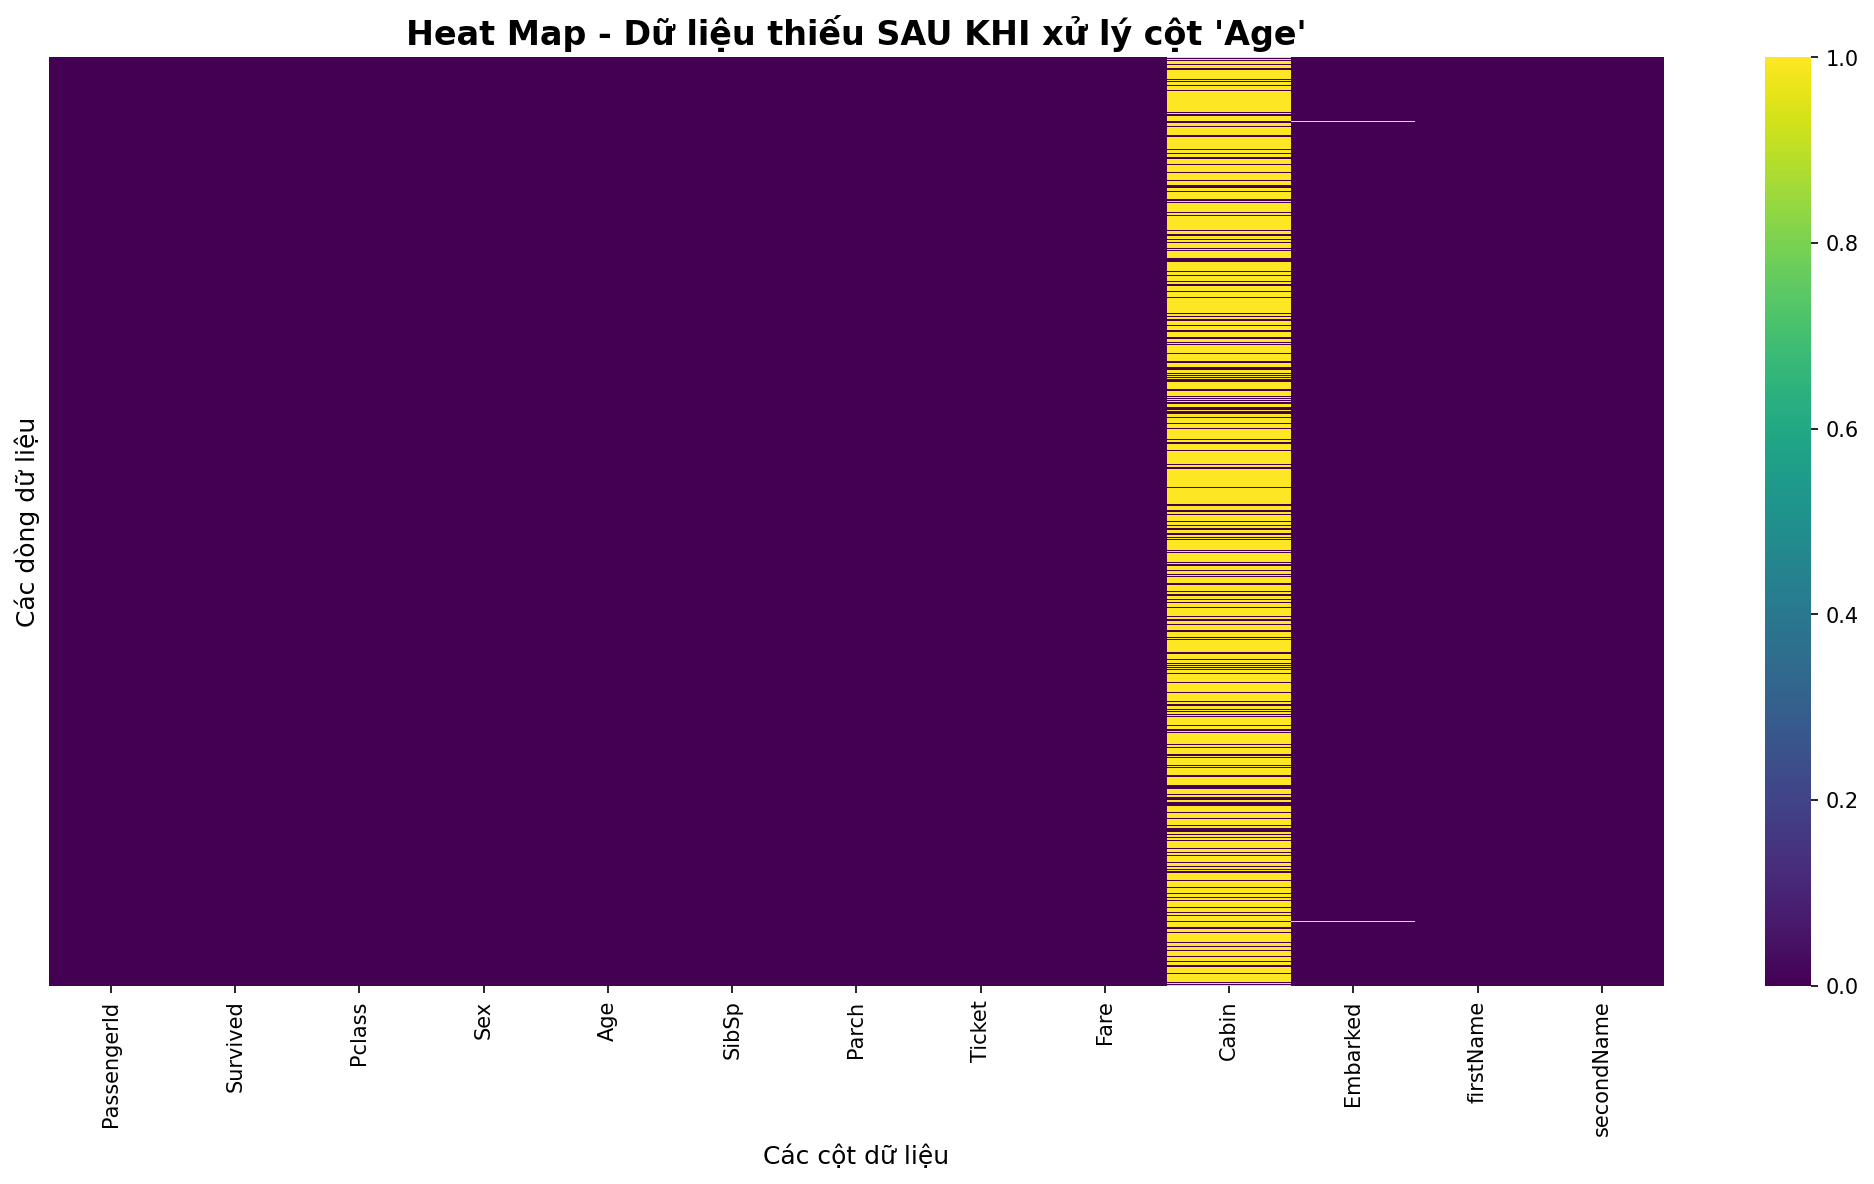 Heat Map - Dữ liệu thiếu SAU KHI xử lý cột 'Age'
Các dòng dữ liệu
1.0
0.8
0.6
0.4
0.2
0.0
PassengerId
Survived
Pclass
Sex
Age
SibSp
Parch
Ticket
Fare
Cabin
Embarked
firstName
secondName
Các cột dữ liệu